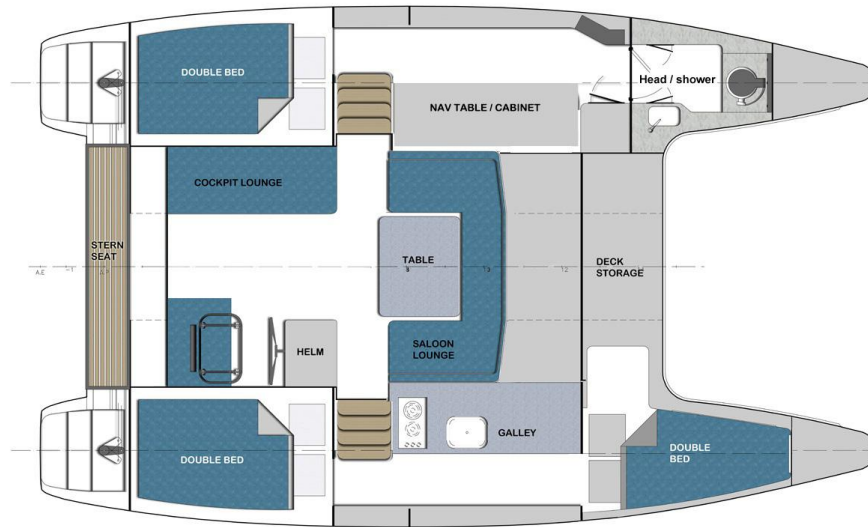 DOUBLE BED
Head / shower
NAV TABLE / CABINET
COCKPIT LOUNGE
STERN
SEAT
TABLE
DECK
STORAGE
SALOON
LOUNGE
HELM
GALLEY
DOUBLE BED
DOUBLE
BED